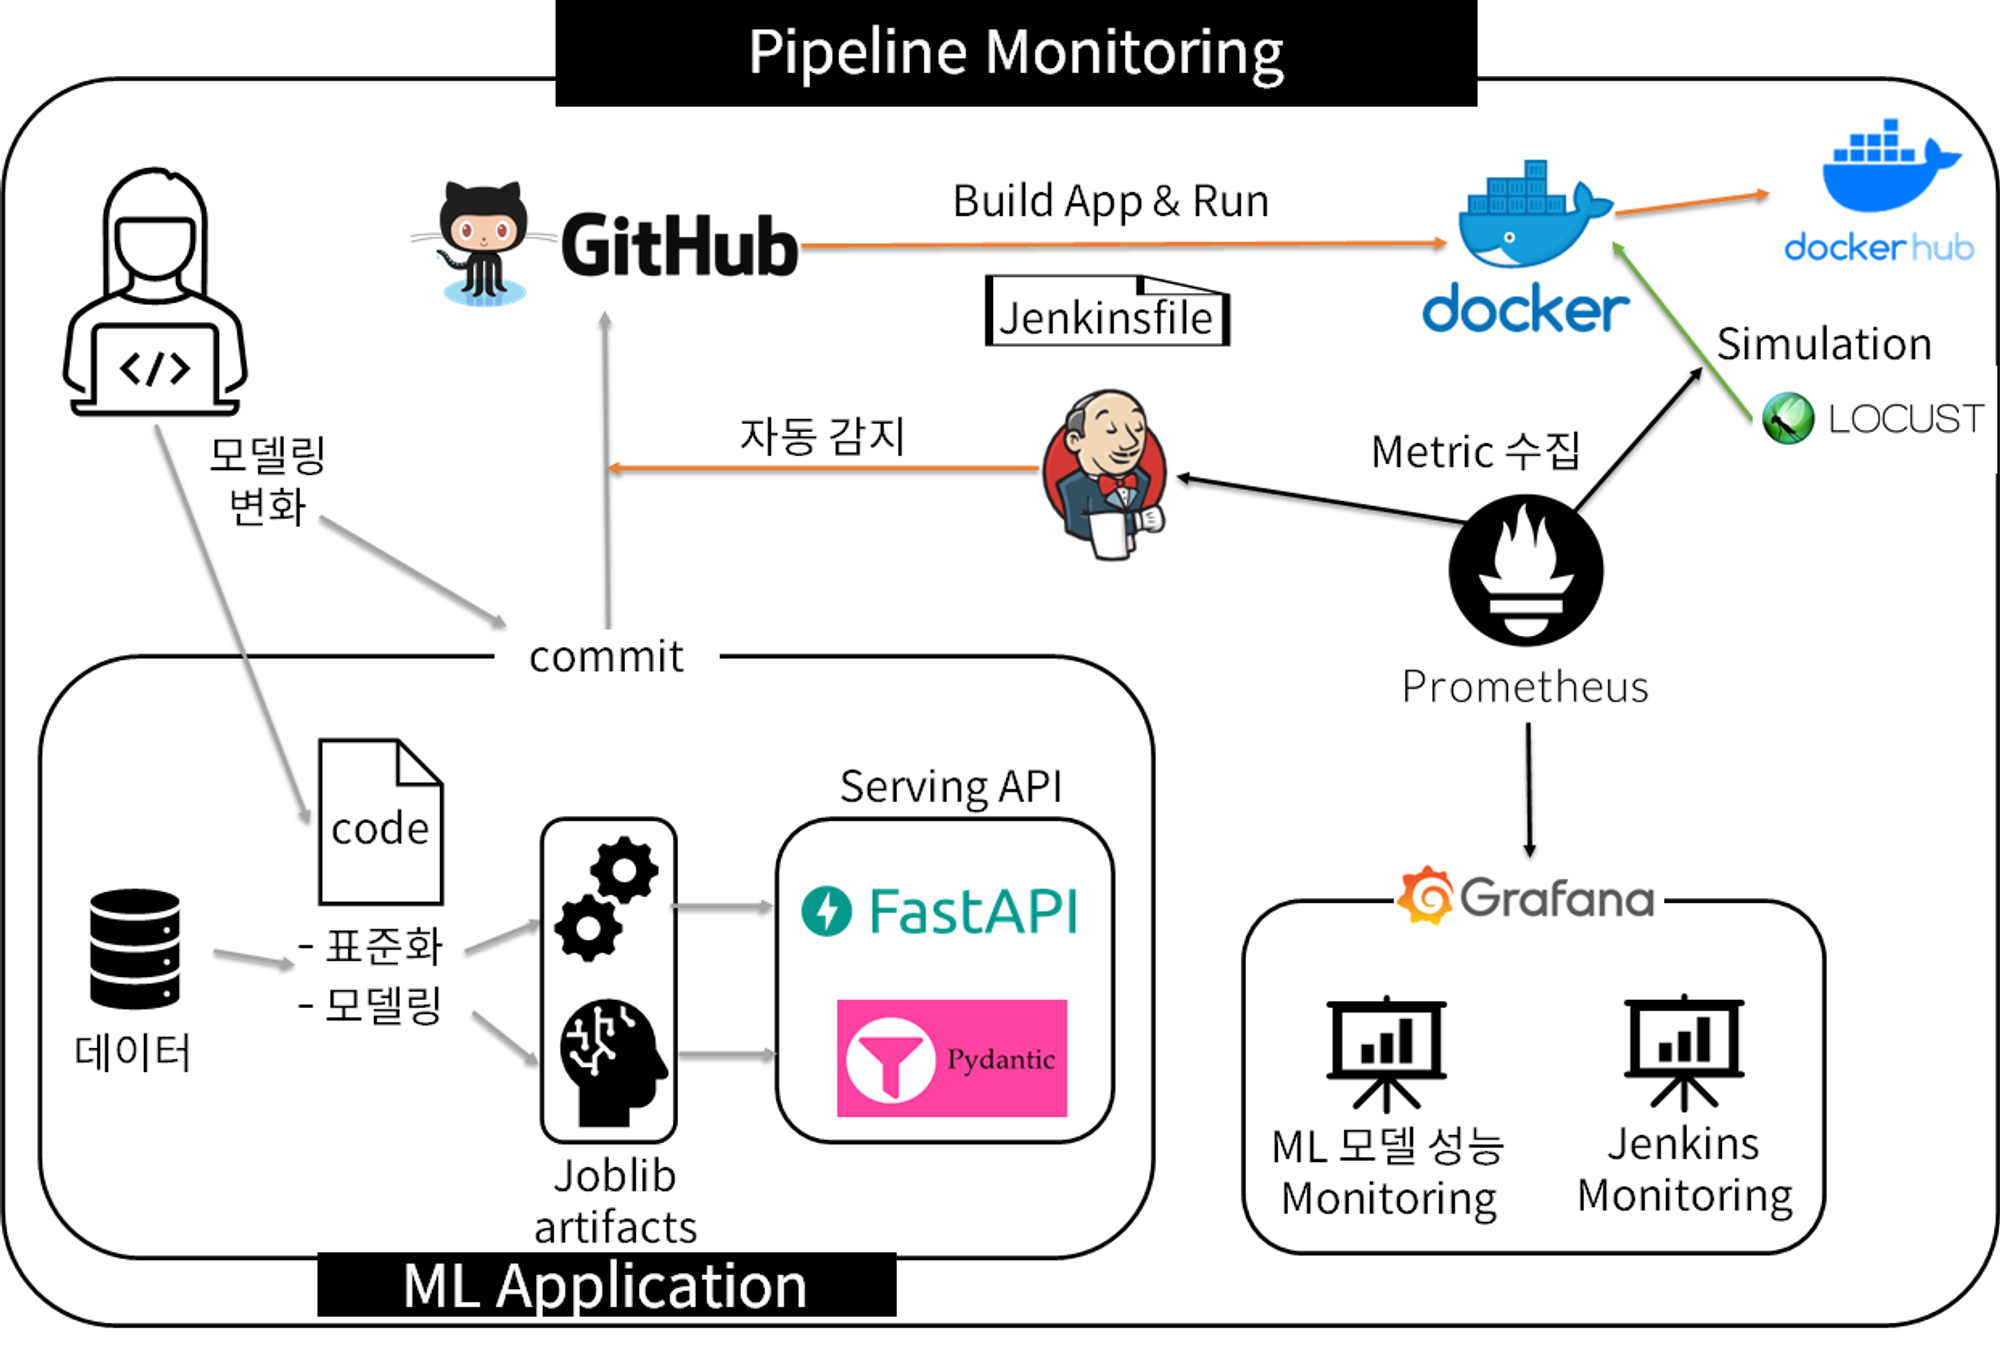 Pipeline Monitoring
GitHub
Build App & Run
docker
docker hub
Jenkinsfile
Simulation
LOCUST
</>
모델링
변화
자동 감지
Metric 수집
Prometheus
commit
code
- 표준화
- 모델링
데이터
Joblib
artifacts
Serving API
FastAPI
Pydantic
Grafana
ML 모델 성능
Monitoring
Jenkins
Monitoring
ML Application